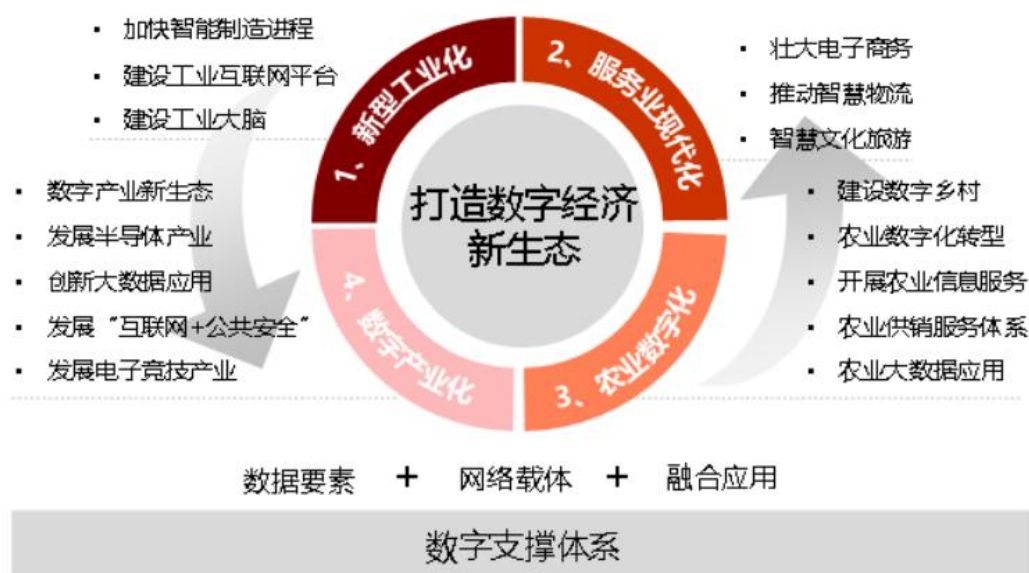 ▪ 加快智能制造进程
▪ 建设工业互联网平台
▪ 建设工业大脑
1、新型工业化
2、服务业现代化
▪ 壮大电子商务
▪ 推动智慧物流
▪ 智慧文化旅游
打造数字经济
新生态
▪ 数字产业新生态
▪ 发展半导体产业
▪ 创新大数据应用
▪ 发展“互联网+公共安全”
▪ 发展电子竞技产业
4、数字产业化
3、农业数字化
▪ 建设数字乡村
▪ 农业数字化转型
▪ 开展农业信息服务
▪ 农业供销服务体系
▪ 农业大数据应用
数据要素 + 网络载体 + 融合应用
数字支撑体系